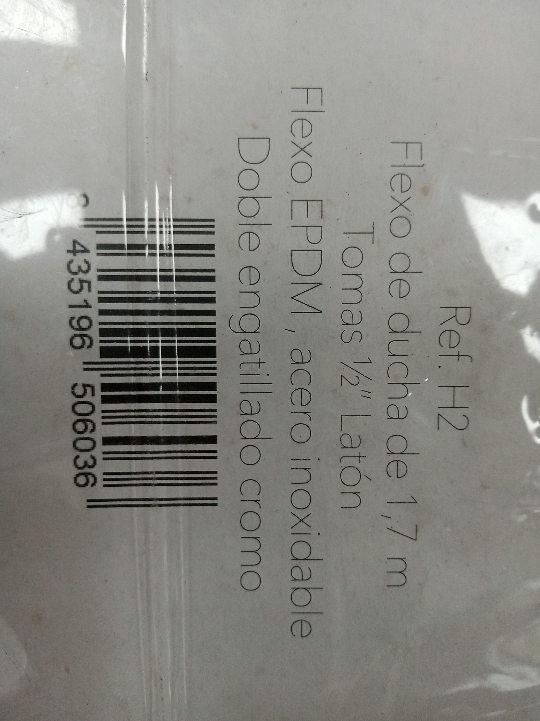 Ref. H2
Flexo de ducha de 1,7 m
Tomas ½" Latón
Flexo EPDM, acero inoxidable
Doble engatillado cromo
8 435196 506036